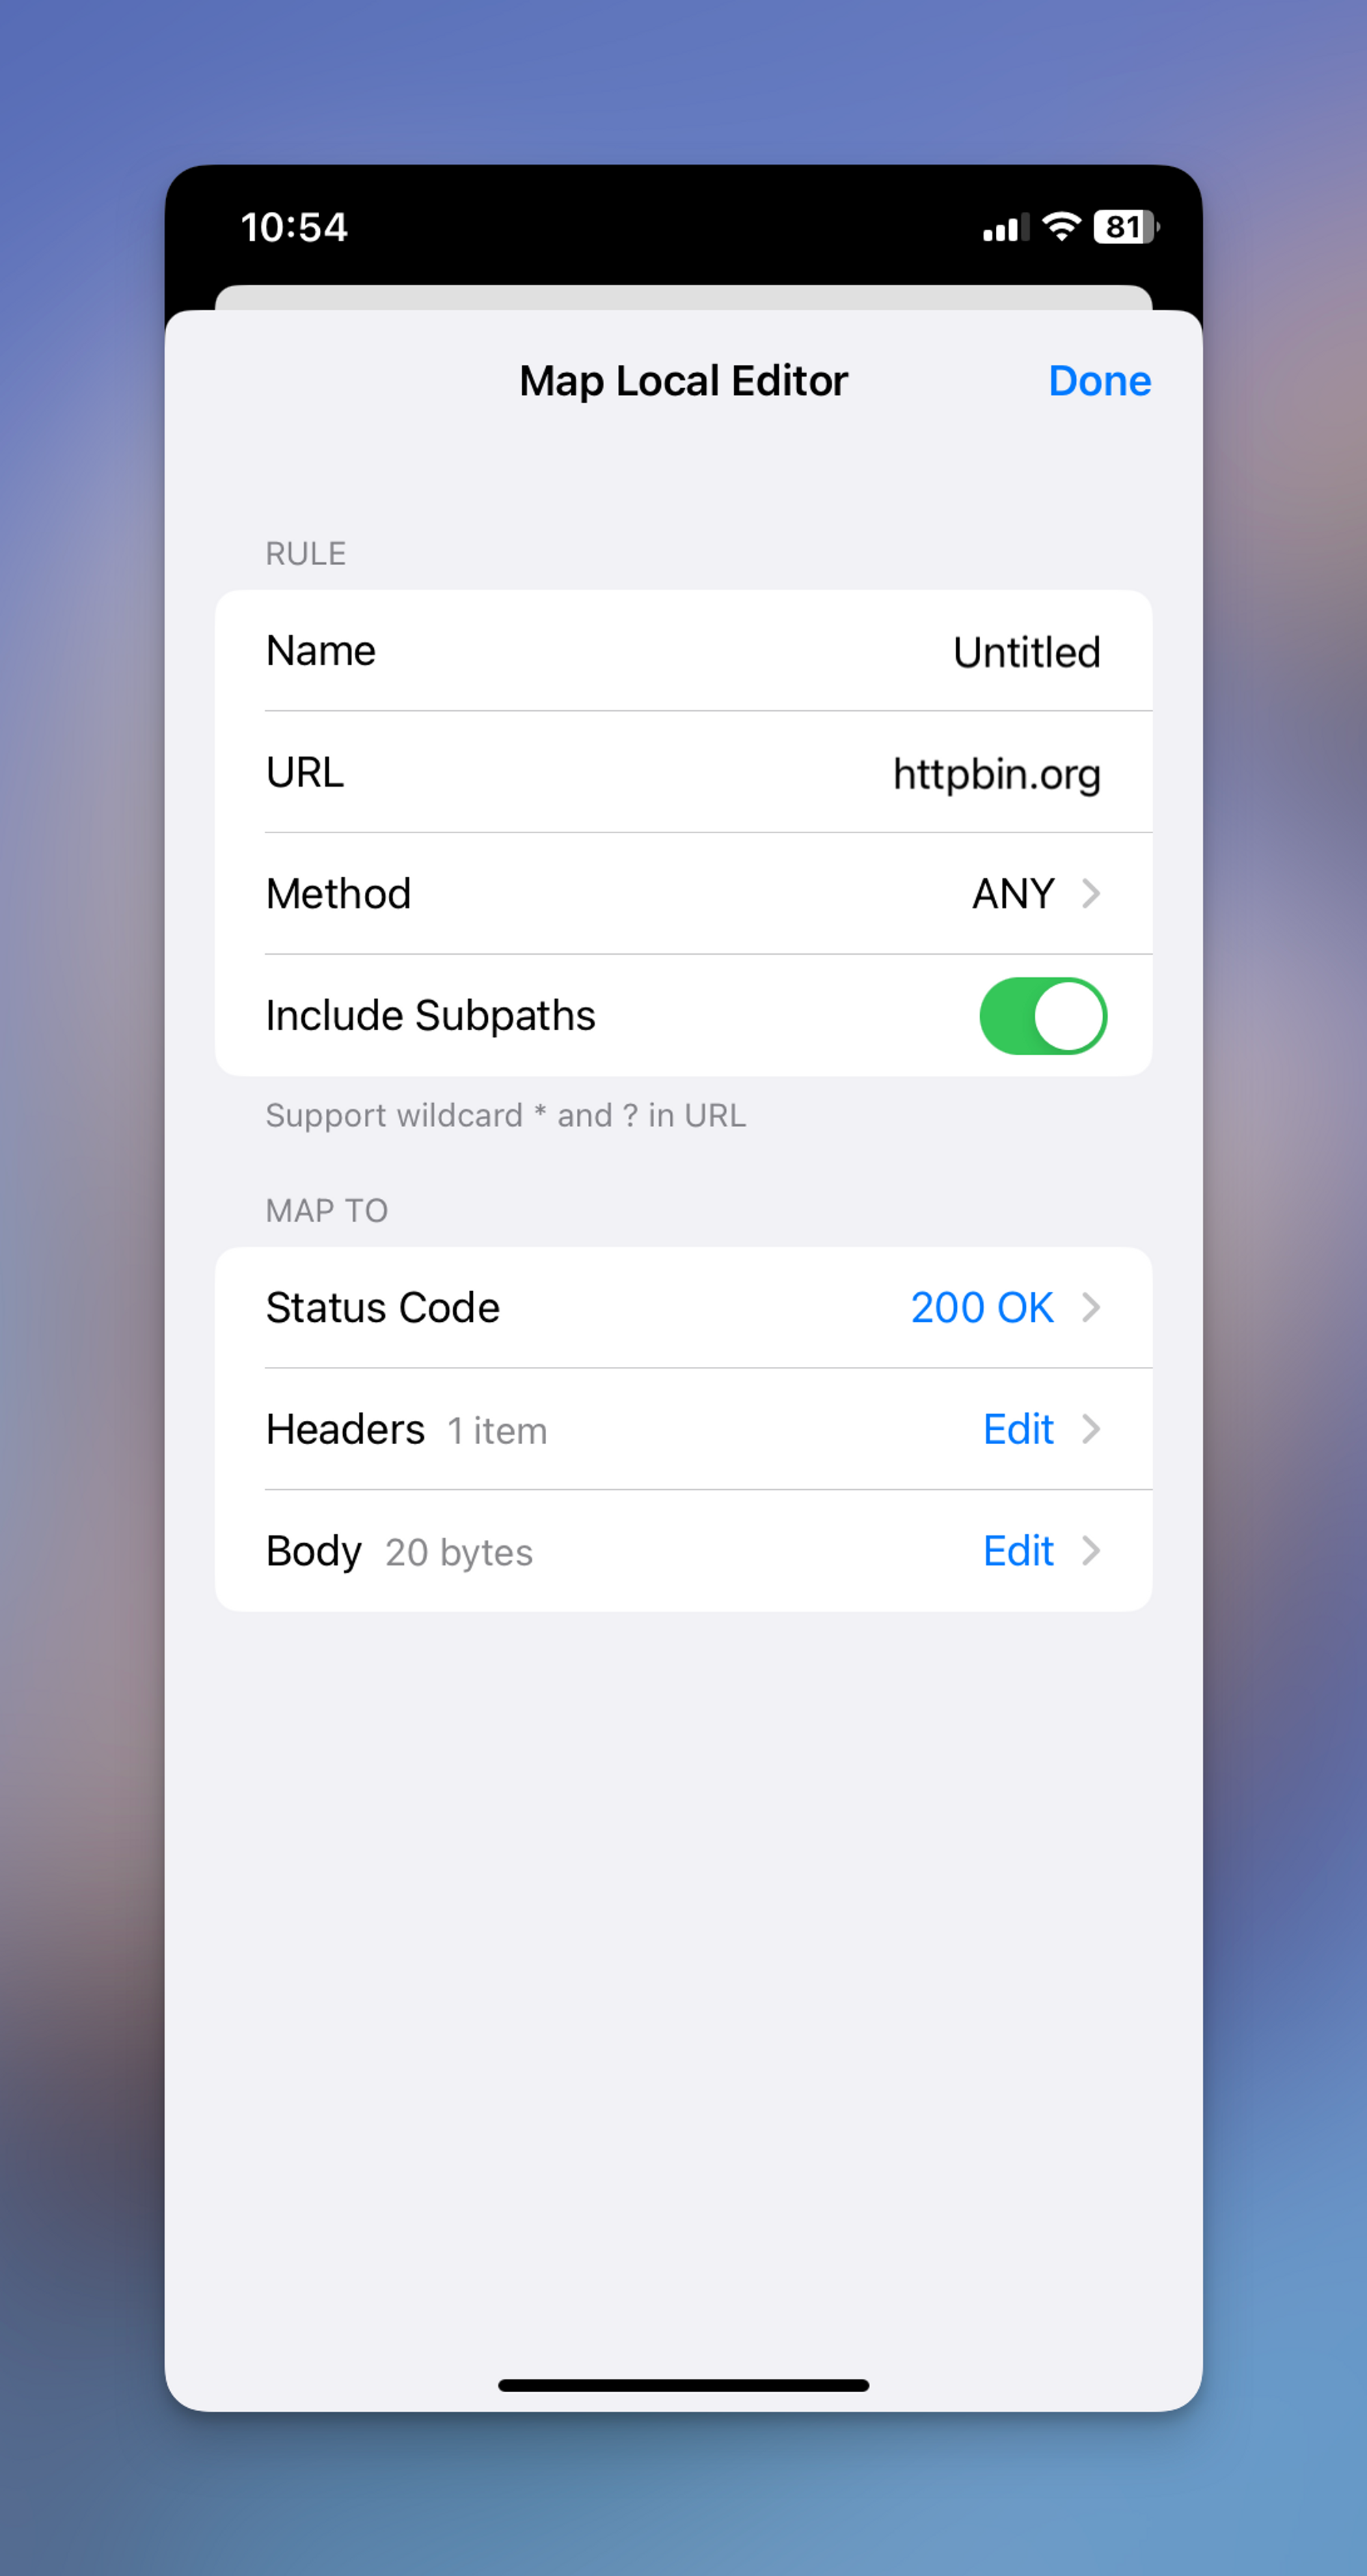 10:54 81
Map Local Editor Done
RULE
Name Untitled
URL httpbin.org
Method ANY
Include Subpaths
Support wildcard * and ? in URL
MAP TO
Status Code 200 OK
Headers 1 item Edit
Body 20 bytes Edit